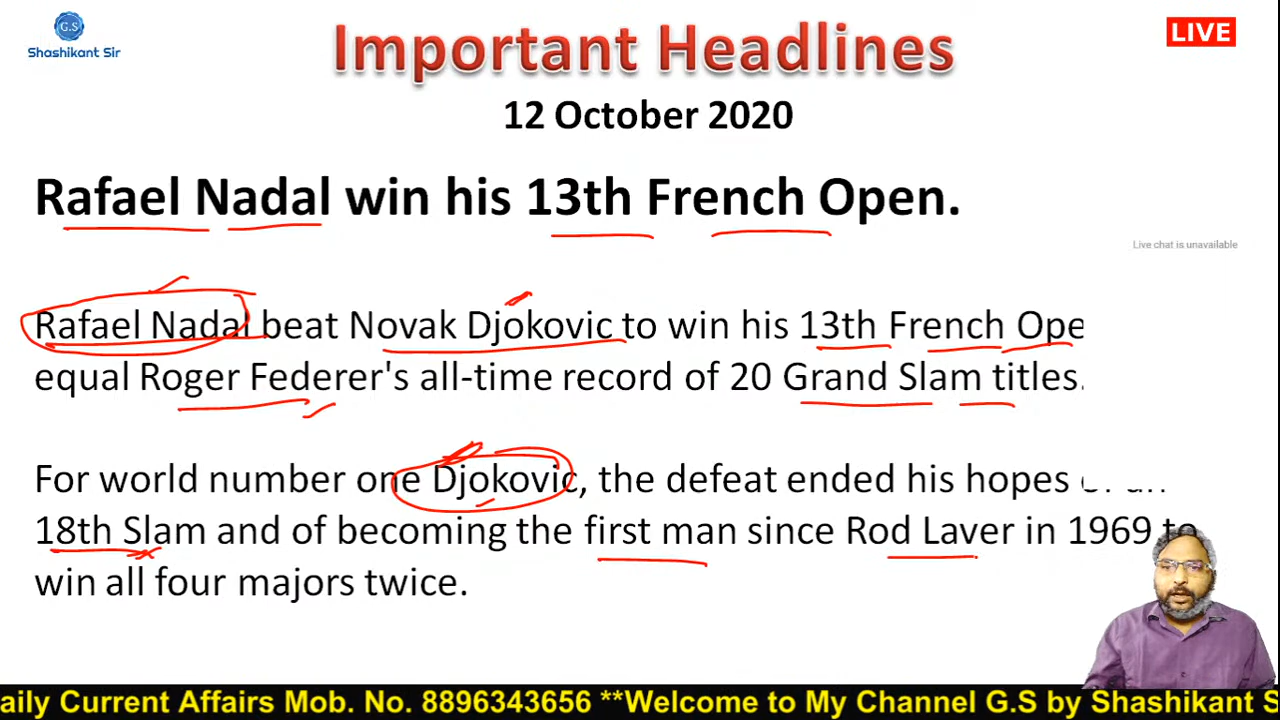 G.S
Shashikant Sir
Important Headlines
LIVE
12 October 2020
Rafael Nadal win his 13th French Open.
Live chat is unavailable
Rafael Nadal beat Novak Djokovic to win his 13th French Ope
equal Roger Federer's all-time record of 20 Grand Slam titles.
For world number one Djokovic, the defeat ended his hopes
18th Slam and of becoming the first man since Rod Laver in 1969 to
win all four majors twice.
aily Current Affairs Mob. No. 8896343656 **Welcome to My Channel G.S by Shashikant S